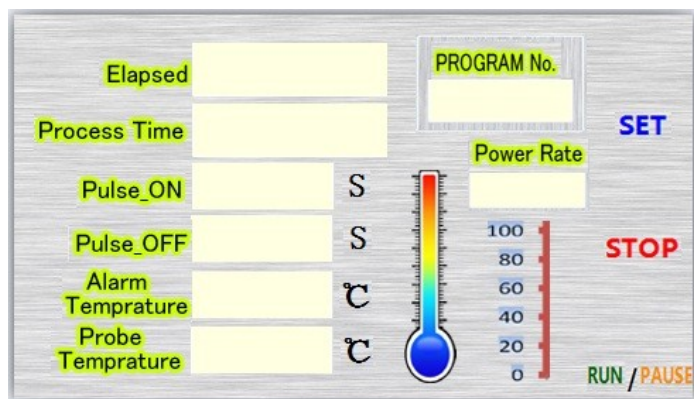 Elapsed
PROGRAM No.
Process Time
SET
Power Rate
Pulse_ON
S
Pulse_OFF
S
100
80
60
40
20
0
STOP
Alarm
Temprature
℃
Probe
Temprature
℃
RUN / PAUSE